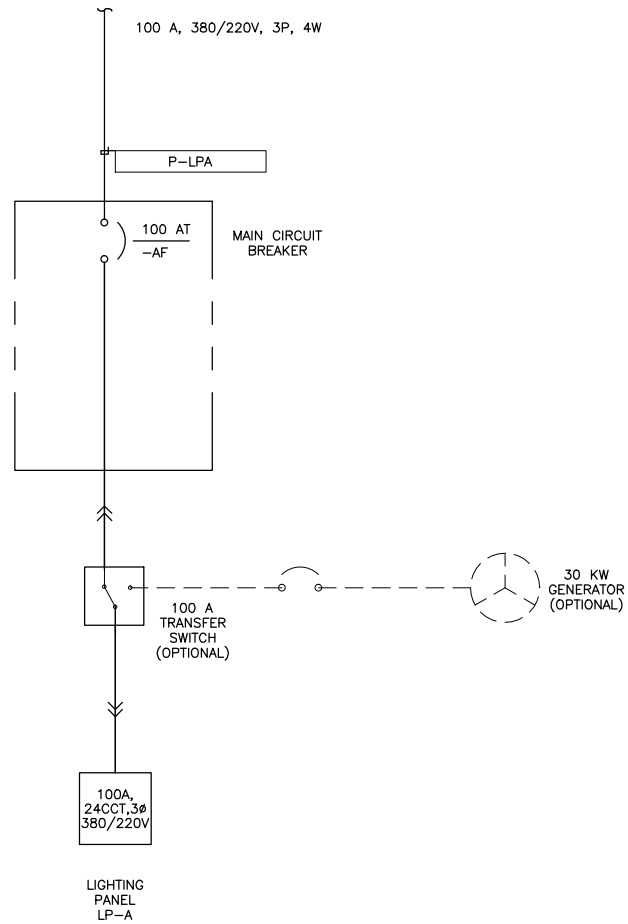 100 A, 380/220V, 3P, 4W
P-LPA
100 AT
-AF
MAIN CIRCUIT
BREAKER
100 A
TRANSFER
SWITCH
(OPTIONAL)
30 KW
GENERATOR
(OPTIONAL)
100A,
24CCT,3Ø
380/220V
LIGHTING
PANEL
LP-A